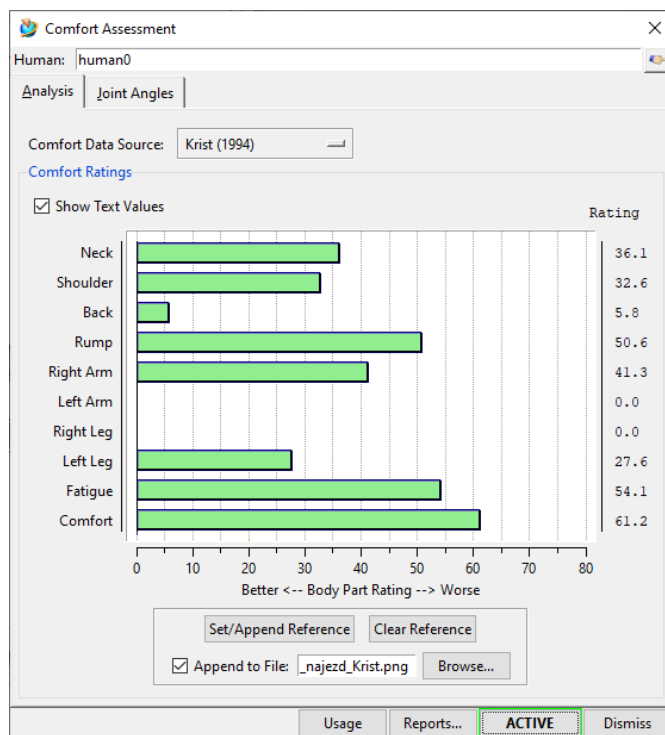 Comfort Assessment
Human: human0
Analysis Joint Angles
Comfort Data Source: Krist (1994)
Comfort Ratings
Show Text Values
Rating
Neck 36.1
Shoulder 32.6
Back 5.8
Rump 50.6
Right Arm 41.3
Left Arm 0.0
Right Leg 0.0
Left Leg 27.6
Fatigue 54.1
Comfort 61.2
0 10 20 30 40 50 60 70 80
Better <-- Body Part Rating --> Worse
Set/Append Reference Clear Reference
Append to File: _najezd_Krist.png Browse...
Usage Reports... ACTIVE Dismiss